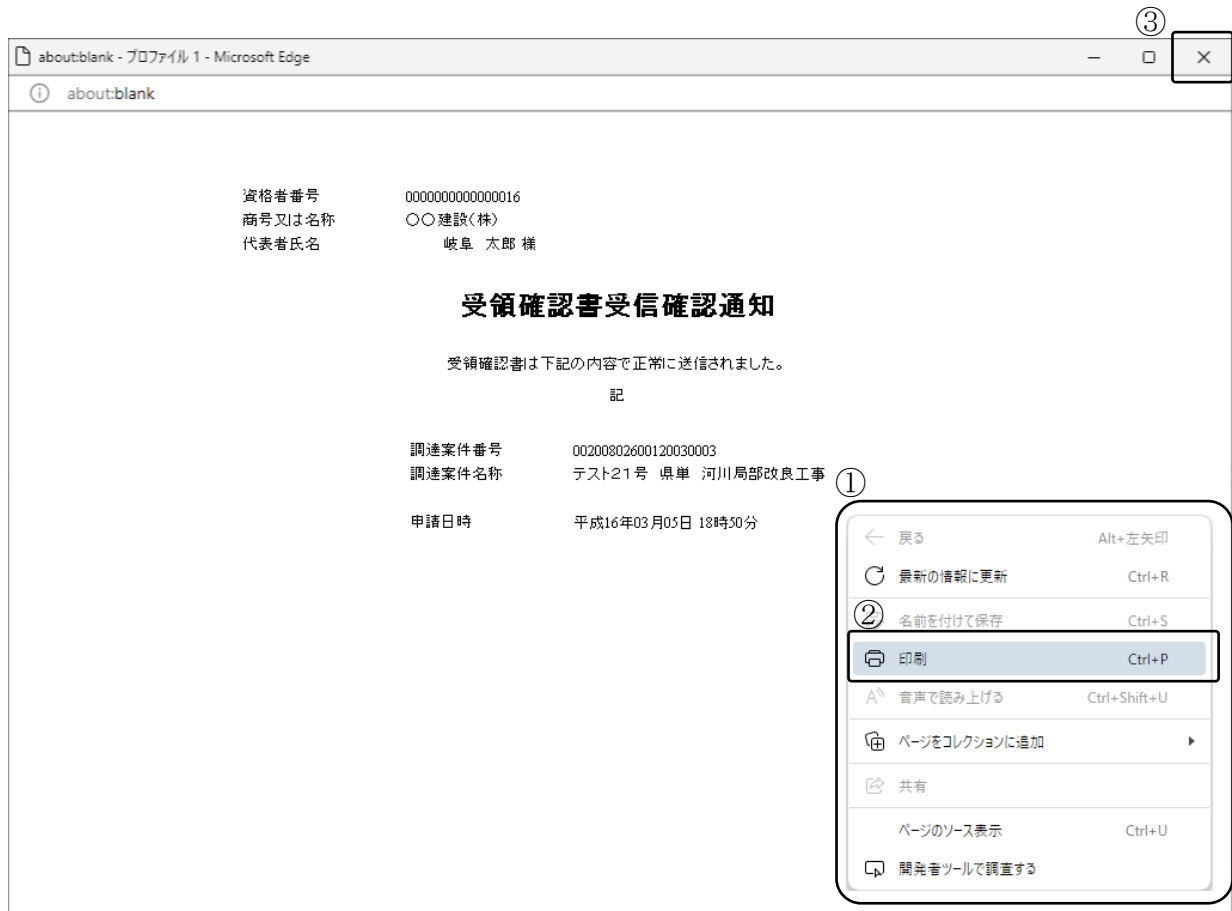 ③
about:blank - プロファイル 1 - Microsoft Edge
about:blank
資格者番号 0000000000000016
商号又は名称 〇〇建設(株)
代表者氏名 岐阜 太郎 様
受領確認書受信確認通知
受領確認書は下記の内容で正常に送信されました。
記
調達案件番号 00200802600120030003
調達案件名称 テスト21号 県単 河川局部改良工事
①
申請日時 平成16年03月05日 18時50分
戻る Alt+左矢印
最新の情報に更新 Ctrl+R
②
名前を付けて保存 Ctrl+S
印刷 Ctrl+P
音声で読み上げる Ctrl+Shift+U
ページをコレクションに追加
共有
ページのソース表示 Ctrl+U
開発者ツールで調査する